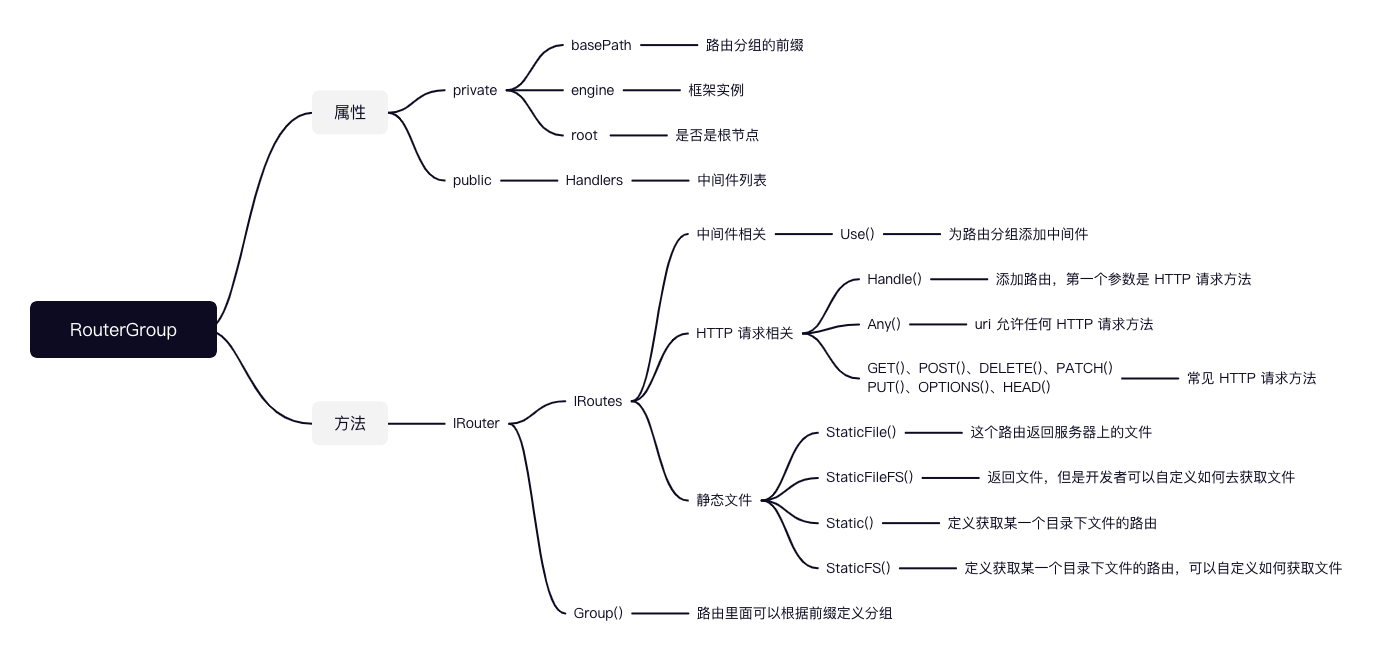 RouterGroup
属性
private
basePath
路由分组的前缀
engine
框架实例
root
是否是根节点
public
Handlers
中间件列表
方法
IRouter
IRoutes
中间件相关
Use()
为路由分组添加中间件
HTTP 请求相关
Handle()
添加路由，第一个参数是 HTTP 请求方法
Any()
uri 允许任何 HTTP 请求方法
GET()、POST()、DELETE()、PATCH()
PUT()、OPTIONS()、HEAD()
常见 HTTP 请求方法
静态文件
StaticFile()
这个路由返回服务器上的文件
StaticFileFS()
返回文件，但是开发者可以自定义如何去获取文件
Static()
定义获取某一个目录下文件的路由
StaticFS()
定义获取某一个目录下文件的路由，可以自定义如何获取文件
Group()
路由里面可以根据前缀定义分组